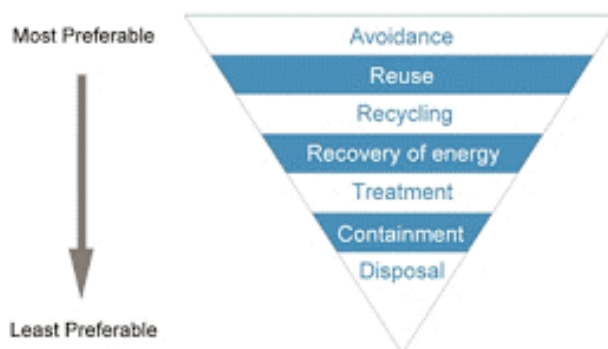 Most Preferable
Avoidance
Reuse
Recycling
Recovery of energy
Treatment
Containment
Disposal
Least Preferable